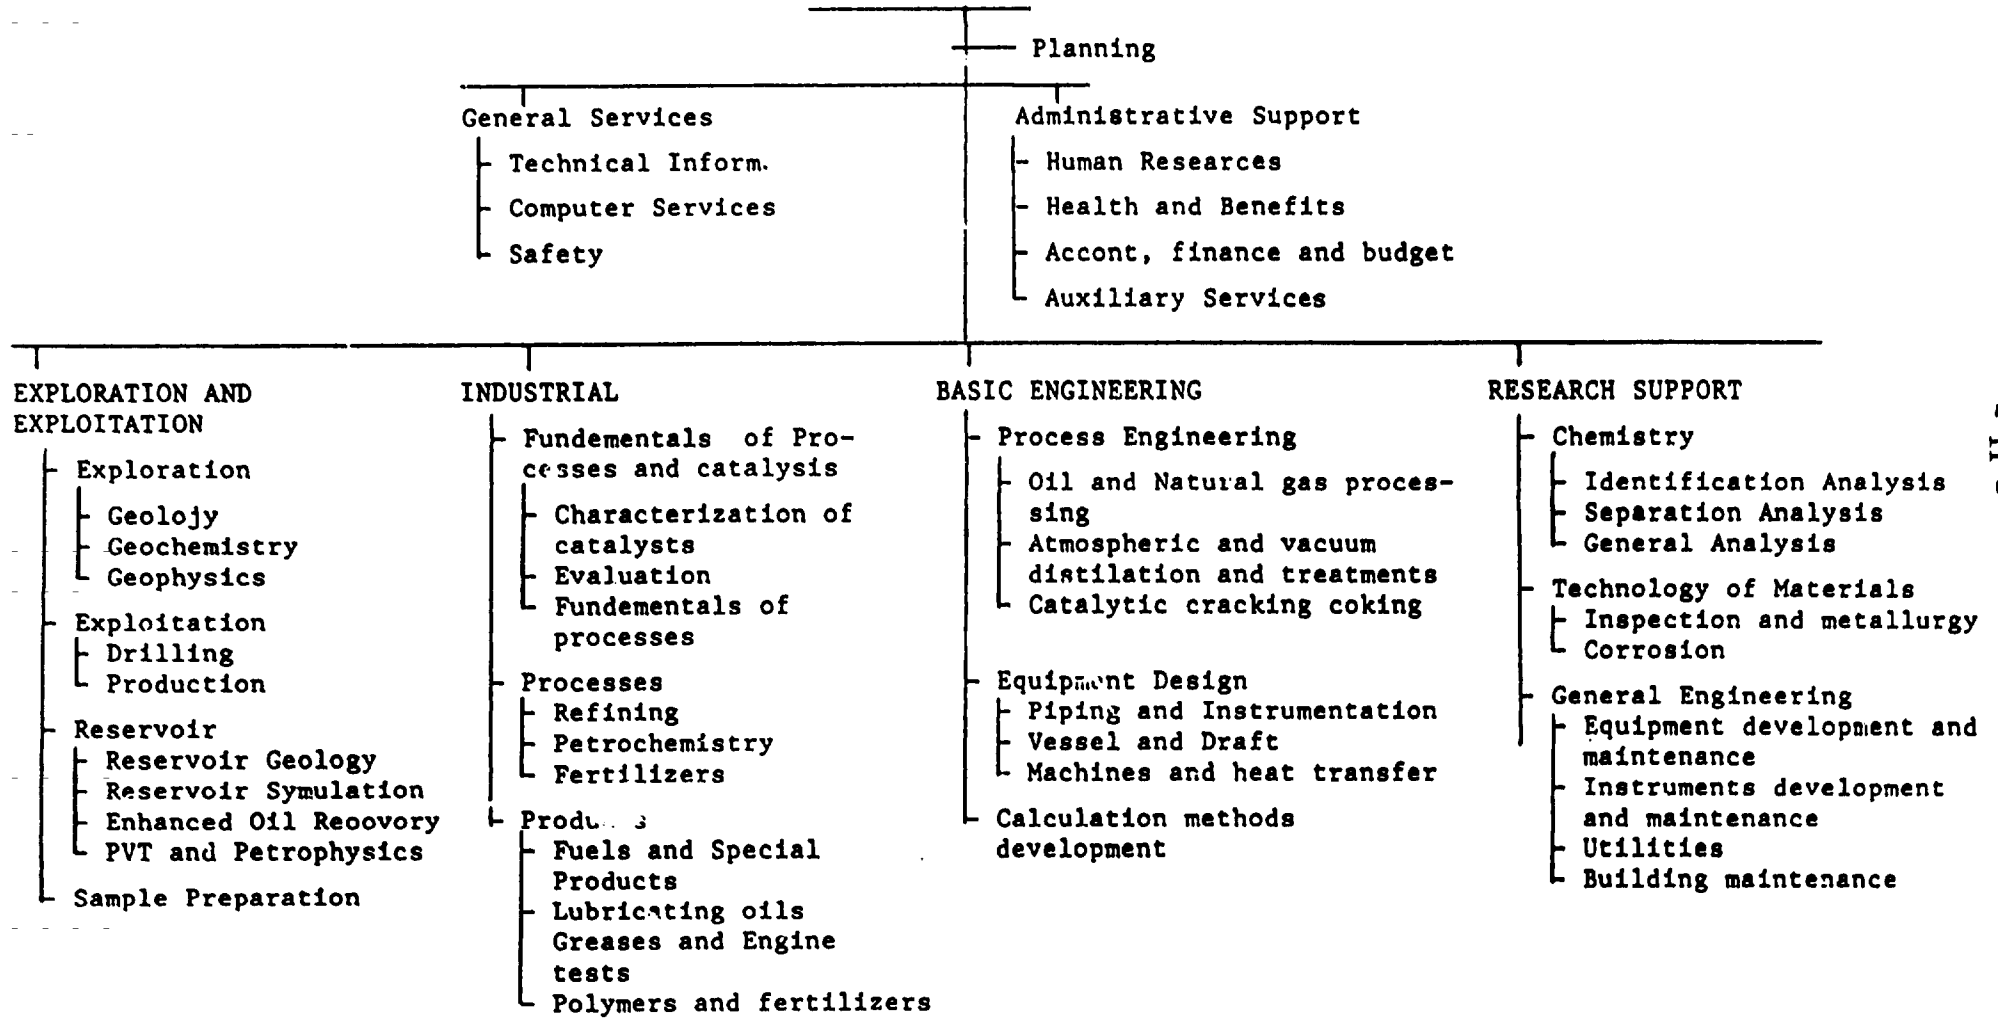 Planning
General Services
Technical Inform.
Computer Services
Safety
Administrative Support
Human Researces
Health and Benefits
Accont, finance and budget
Auxiliary Services
EXPLORATION AND
EXPLOITATION
Exploration
Geolojy
Geochemistry
Geophysics
Exploitation
Drilling
Production
Reservoir
Reservoir Geology
Reservoir Symulation
Enhanced Oil Reoovory
PVT and Petrophysics
Sample Preparation
INDUSTRIAL
Fundementals of Pro-
cesses and catalysis
Characterization of
catalysts
Evaluation
Fundementals of
processes
Processes
Refining
Petrochemistry
Fertilizers
Fuels and Special
Products
Lubricating oils
Greases and Engine
tests
Polymers and fertilizers
BASIC ENGINEERING
Process Engineering
Oil and Natural gas proces-
sing
Atmospheric and vacuum
distilation and treatments
Catalytic cracking coking
Equipment Design
Piping and Instrumentation
Vessel and Draft
Machines and heat transfer
Calculation methods
development
RESEARCH SUPPORT
Chemistry
Identification Analysis
Separation Analysis
General Analysis
Technology of Materials
Inspection and metallurgy
Corrosion
General Engineering
Equipment development and
maintenance
Instruments development
and maintenance
Utilities
Building maintenance